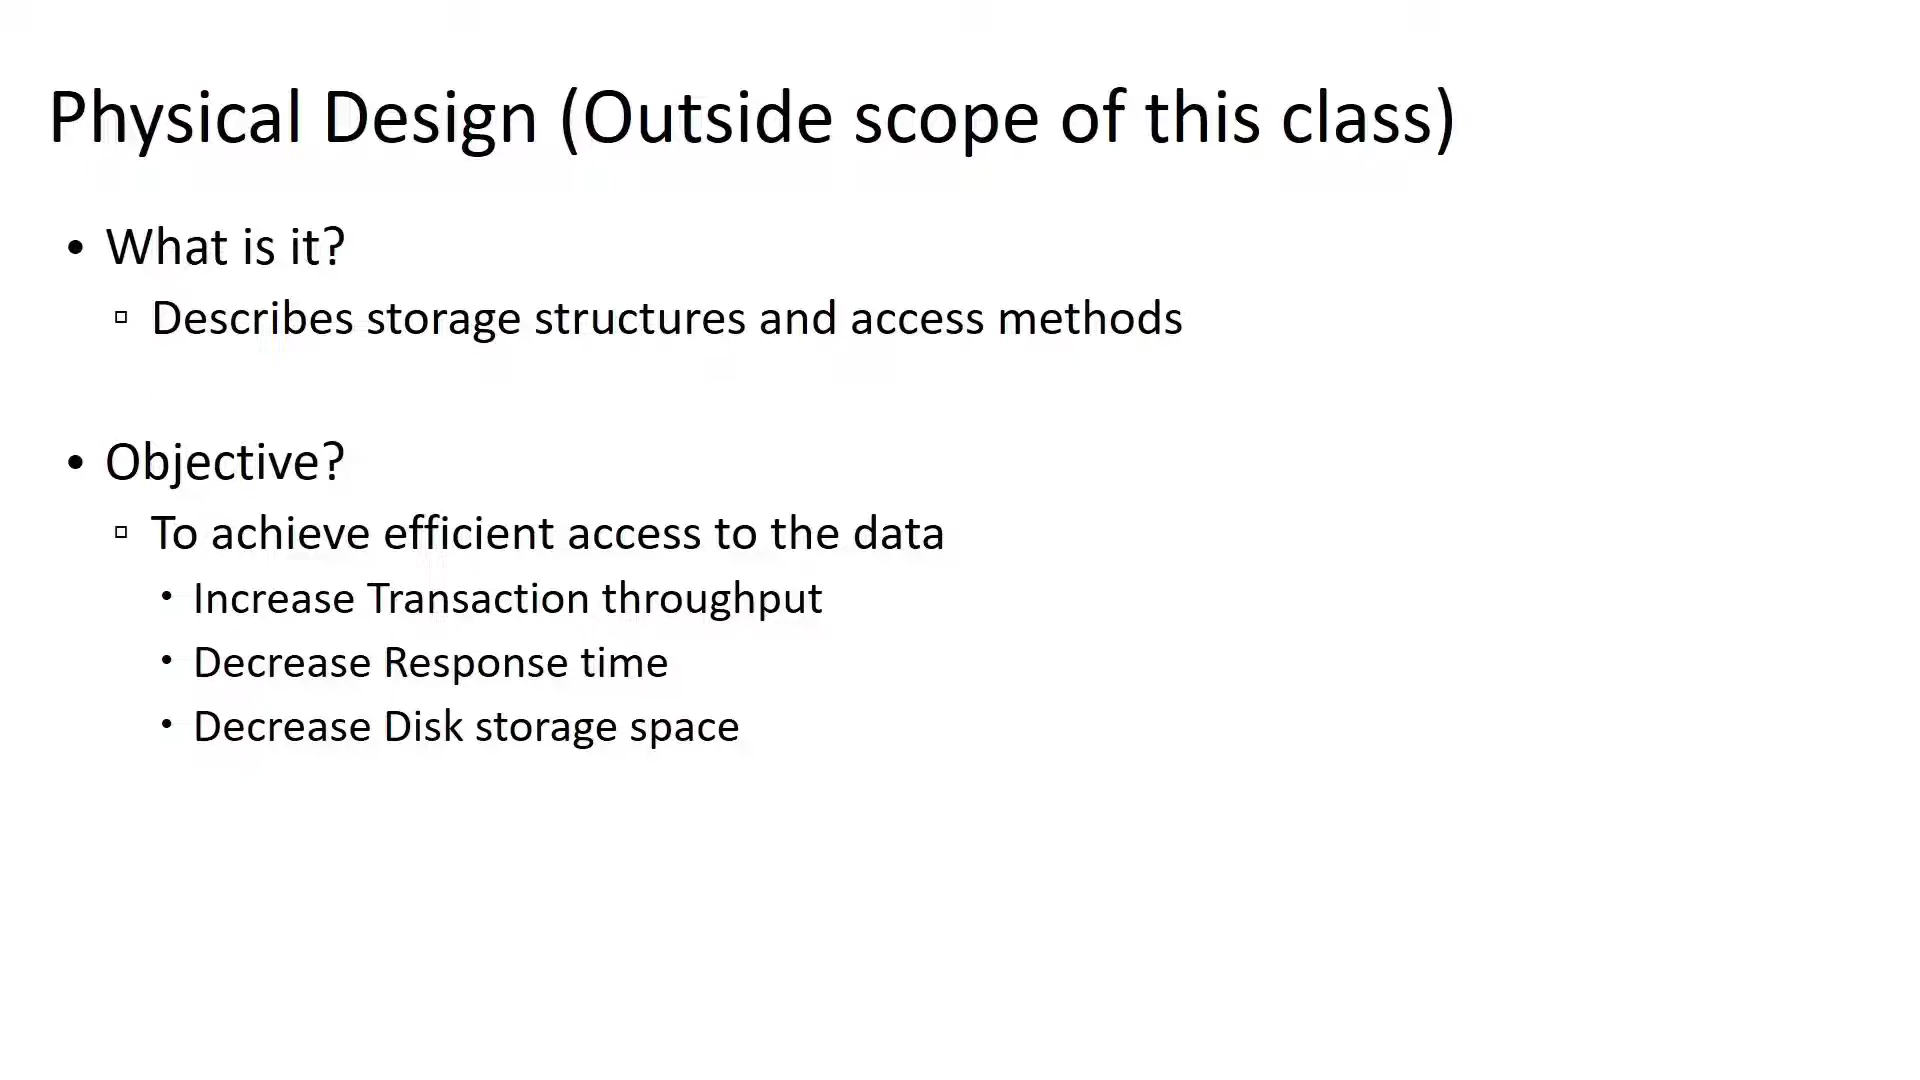 Physical Design (Outside scope of this class)
• What is it?
▫ Describes storage structures and access methods
• Objective?
▫ To achieve efficient access to the data
• Increase Transaction throughput
• Decrease Response time
• Decrease Disk storage space